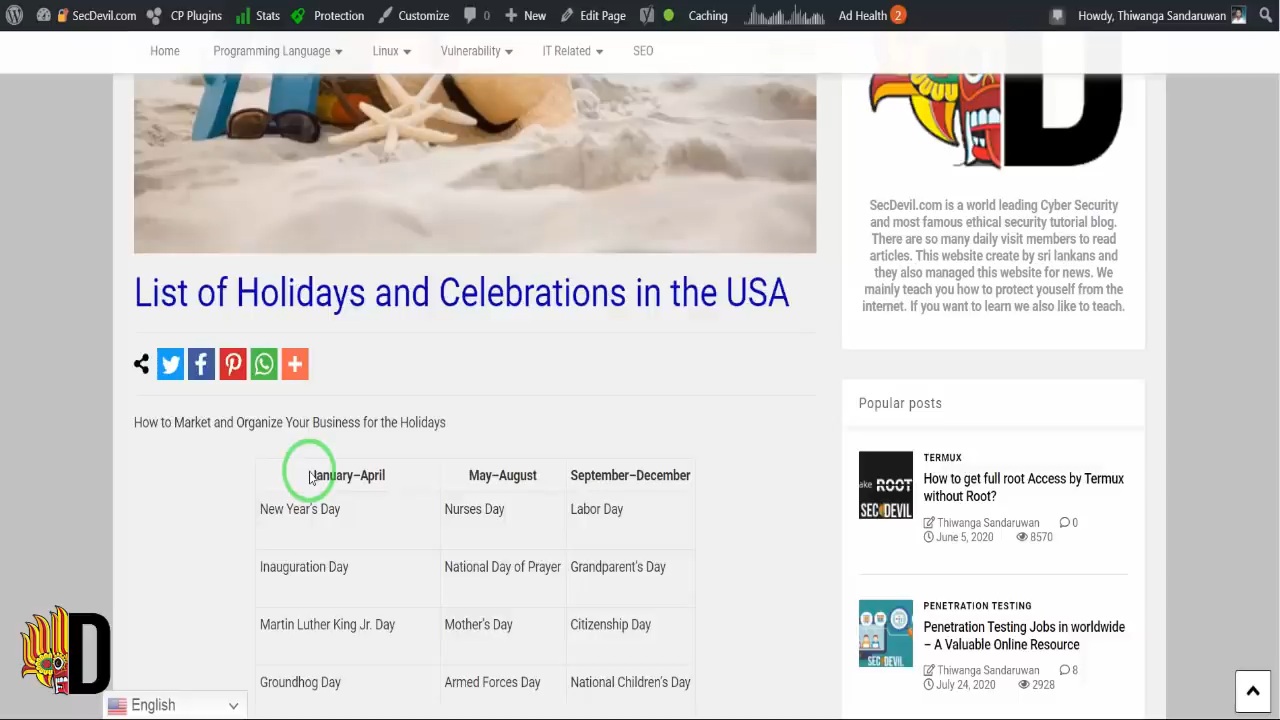 SecDevil.com CP Plugins Stats Protection Customize 0 New Edit Page Caching Ad Health 2 Howdy, Thiwanga Sandaruwan
Home Programming Language Linux Vulnerability IT Related SEO
D
SecDevil.com is a world leading Cyber Security
and most famous ethical security tutorial blog.
There are so many daily visit members to read
articles. This website create by sri lankans and
they also managed this website for news. We
mainly teach you how to protect youself from the
internet. If you want to learn we also like to teach.
List of Holidays and Celebrations in the USA
How to Market and Organize Your Business for the Holidays
January–April May–August September–December
New Year's Day Nurses Day Labor Day
Inauguration Day National Day of Prayer Grandparent's Day
Martin Luther King Jr. Day Mother's Day Citizenship Day
Groundhag Day Armed Forces Day National Children's Day
Popular posts
TERMUX
How to get full root Access by Termux
without Root?
Thiwanga Sandaruwan 0
June 5, 2020 8570
ake ROOT
SEC DEVIL
PENETRATION TESTING
Penetration Testing Jobs in worldwide
– A Valuable Online Resource
Thiwanga Sandaruwan 8
July 24, 2020 2928
SEC DEVIL
D
English